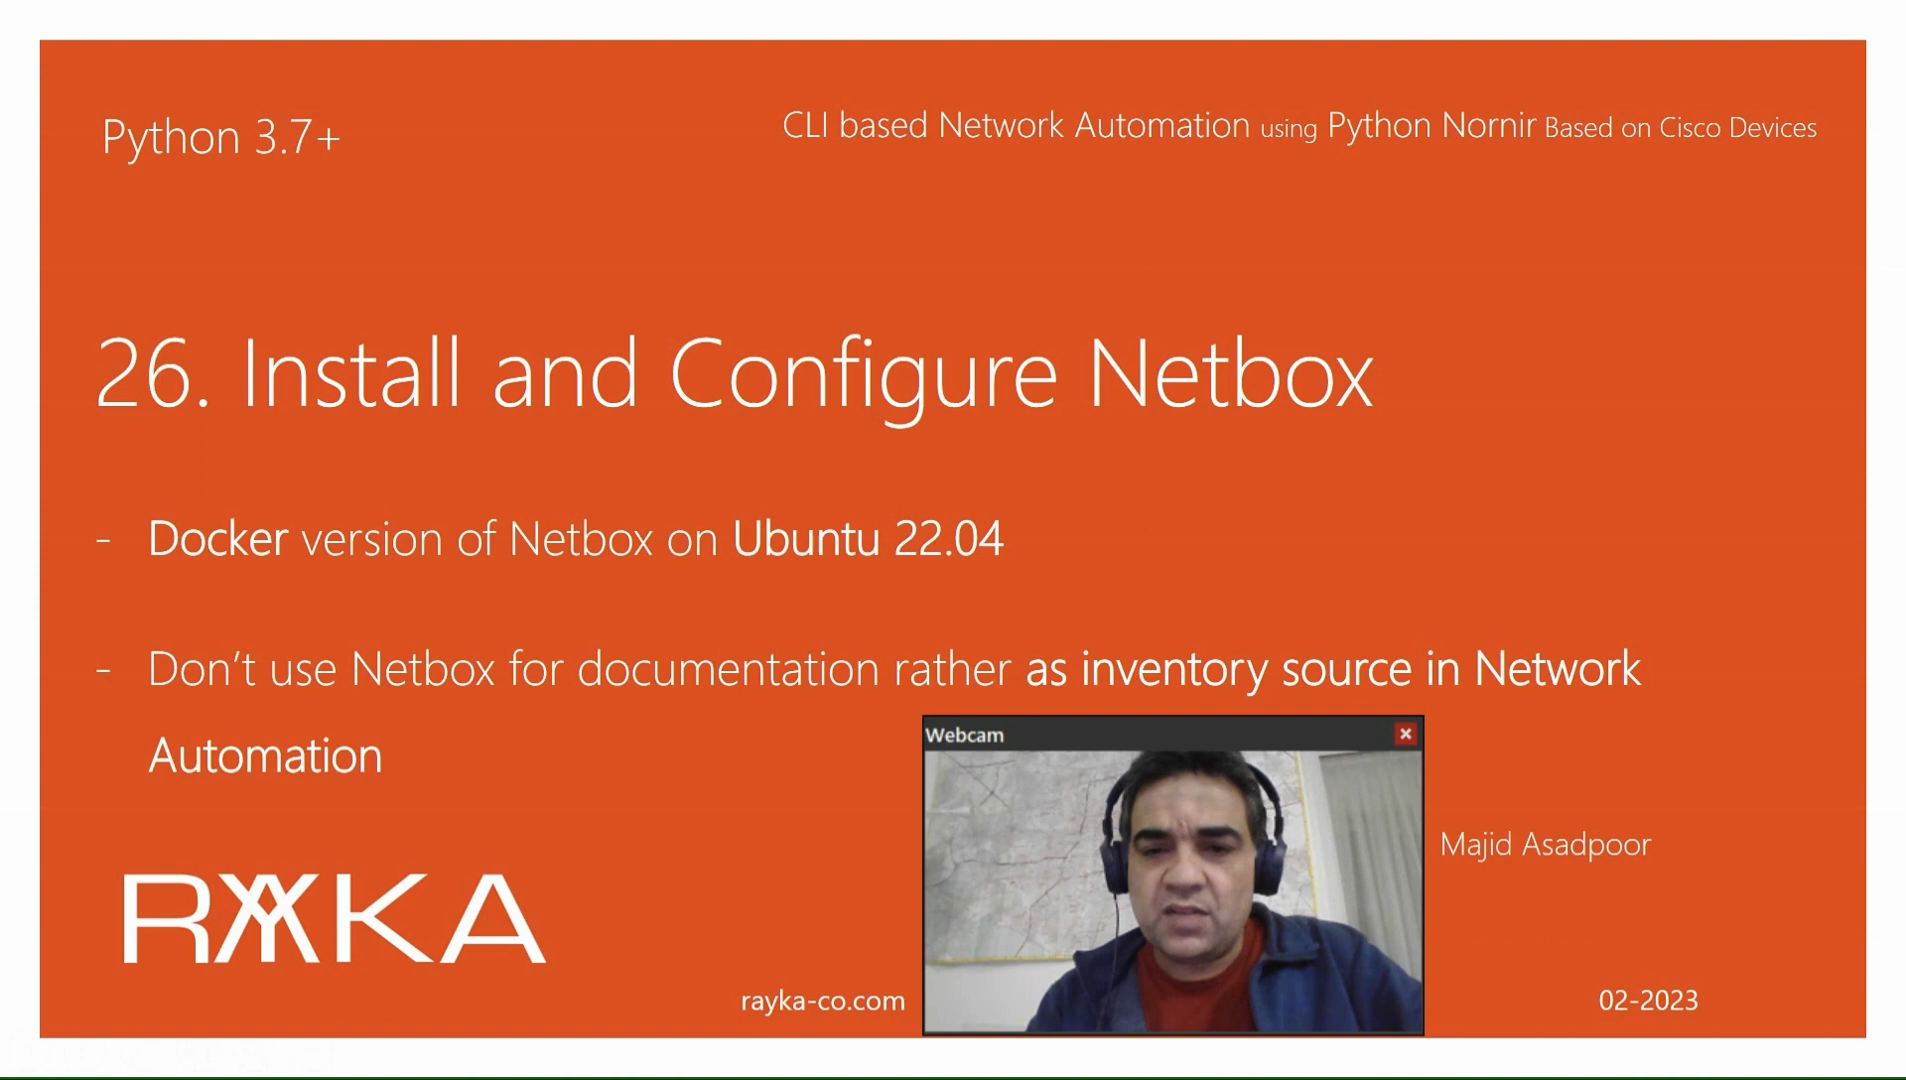 Python 3.7+
CLI based Network Automation using Python Nornir Based on Cisco Devices
26. Install and Configure Netbox
- Docker version of Netbox on Ubuntu 22.04
- Don't use Netbox for documentation rather as inventory source in Network
Automation
Webcam
Majid Asadpoor
RAYKA
rayka-co.com
02-2023